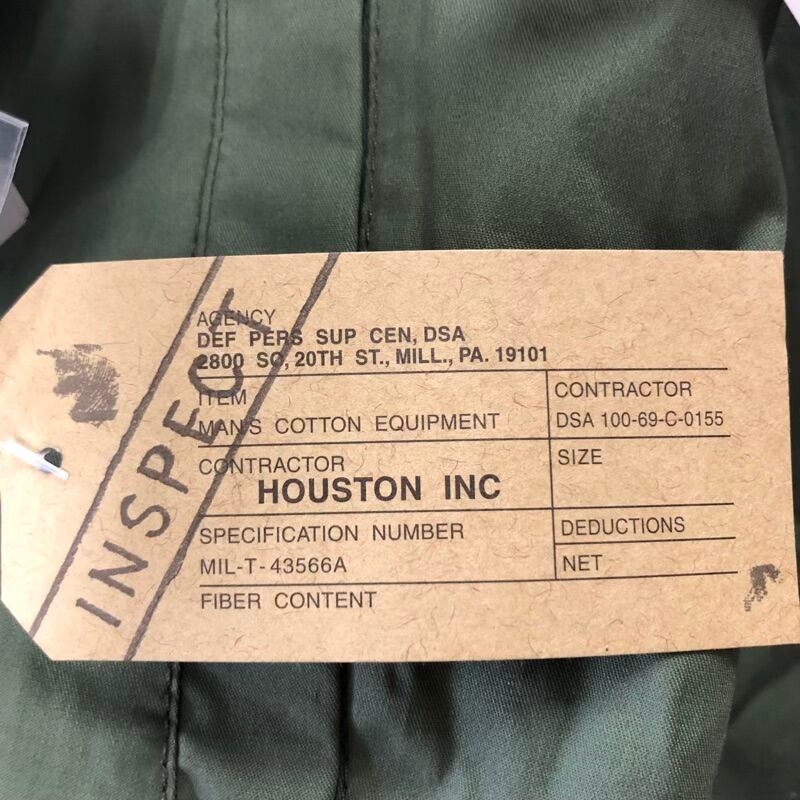 INSPECT
AGENCY
DEF PERS SUP CEN, DSA
2800 SO, 20TH ST., MILL., PA. 19101
ITEM
MAN'S COTTON EQUIPMENT
CONTRACTOR
DSA 100-69-C-0155
CONTRACTOR
HOUSTON INC
SIZE
SPECIFICATION NUMBER
MIL-T-43566A
DEDUCTIONS
NET
FIBER CONTENT